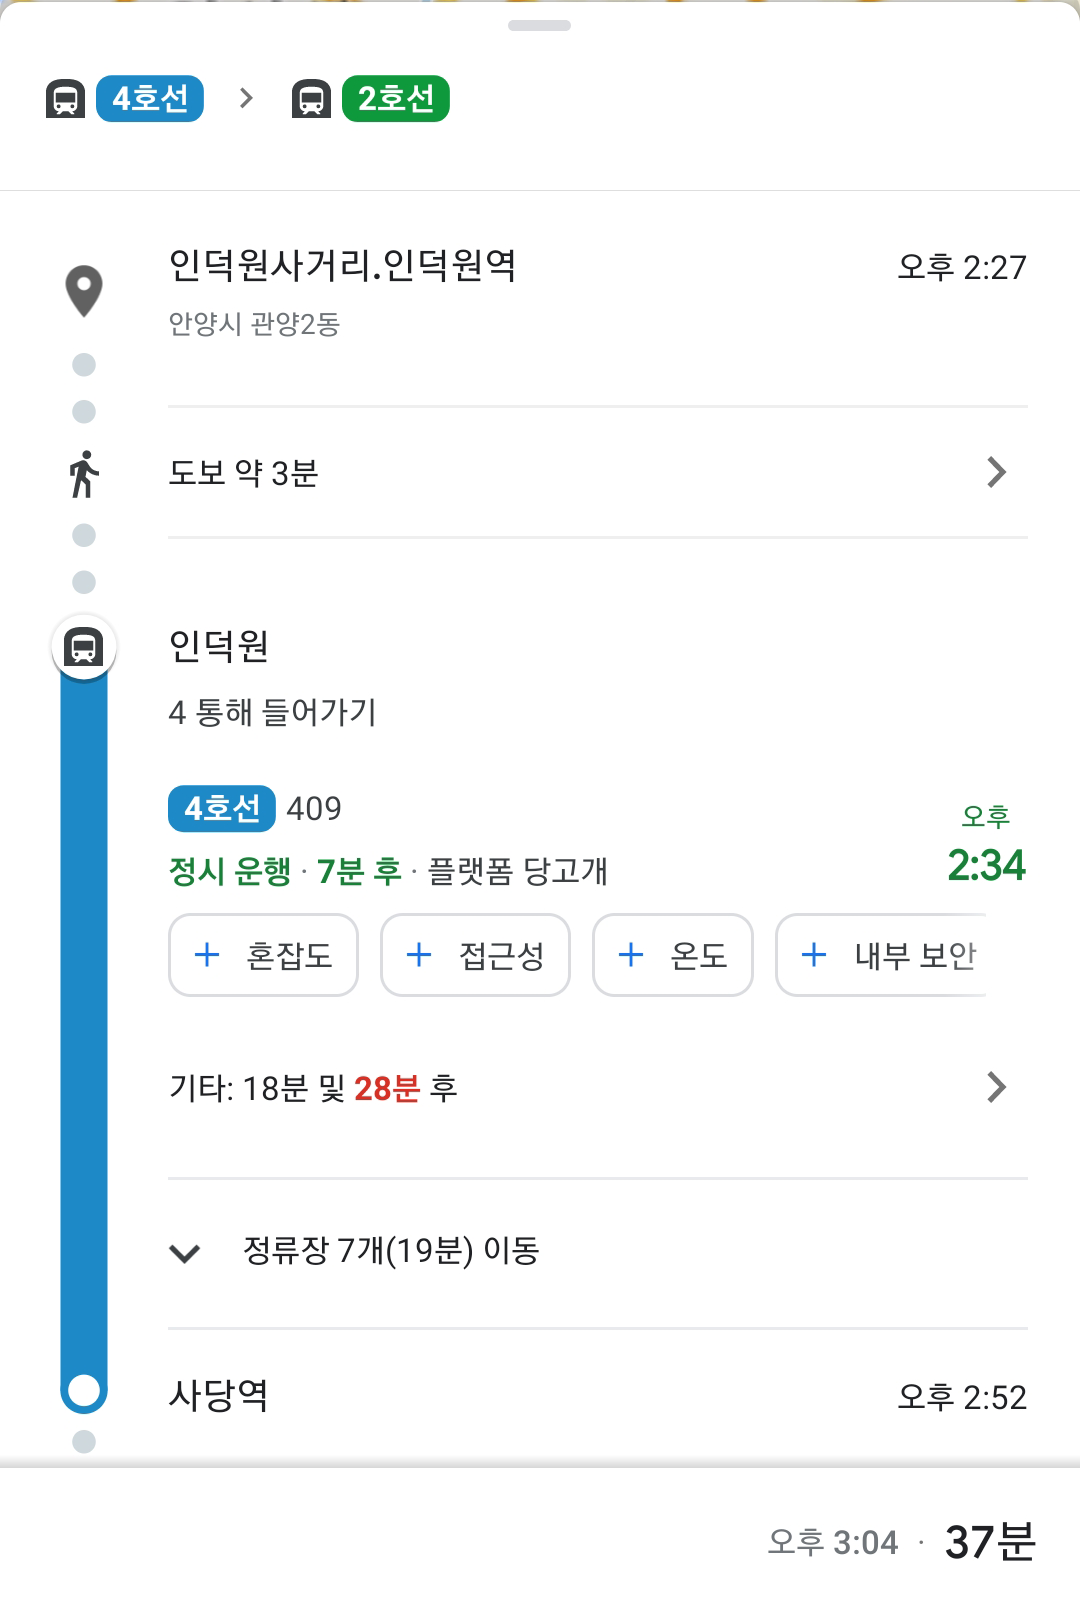 4호선 2호선
인덕원사거리.인덕원역 오후 2:27
안양시 관양2동
도보 약 3분
인덕원
4 통해 들어가기
4호선 409
오후
정시 운행 · 7분 후 · 플랫폼 당고개 2:34
+ 혼잡도 + 접근성 + 온도 + 내부 보안
기타: 18분 및 28분 후
정류장 7개(19분) 이동
사당역 오후 2:52
오후 3:04 · 37분